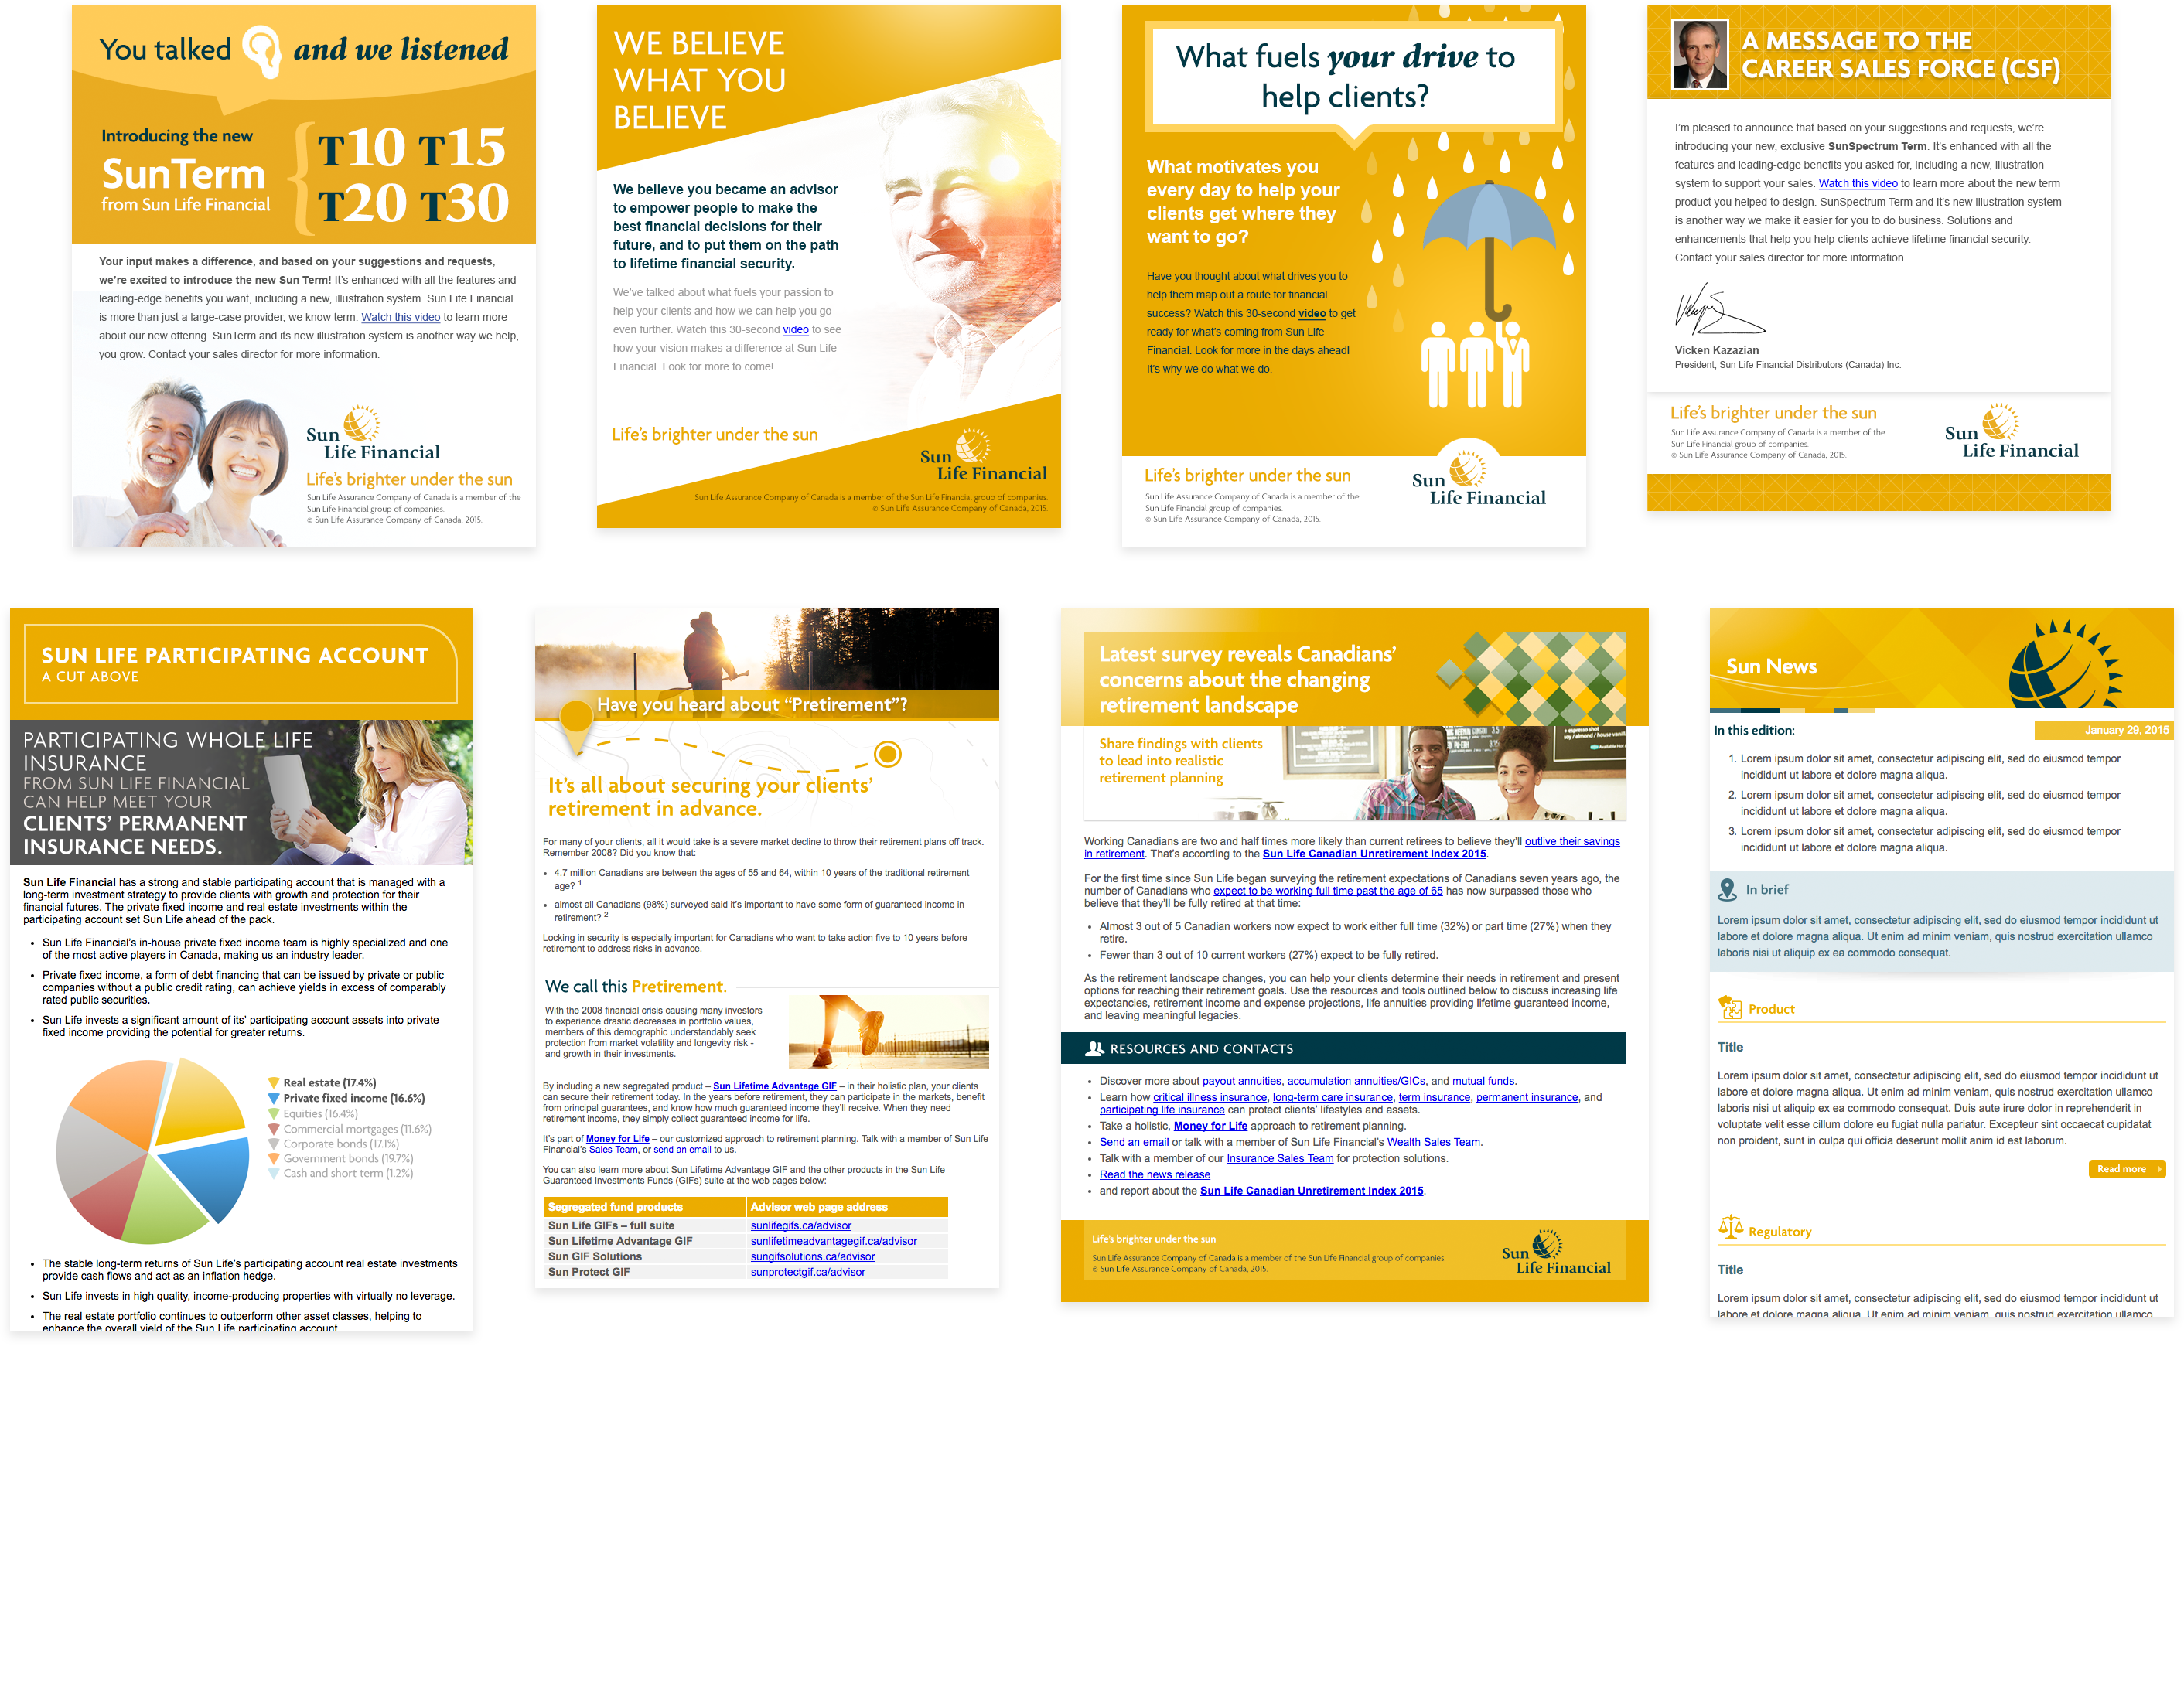 You talked and we listened
Introducing the new
SunTerm
from Sun Life Financial
T10 T15
T20 T30
Your input makes a difference, and based on your suggestions and requests,
we're excited to introduce the new Sun Term! It's enhanced with all the features and
leading-edge benefits you want, including a new, illustration system. Sun Life Financial
is more than just a large-case provider, we know term. Watch this video to learn more
about our new offering. SunTerm and its new illustration system is another way we help,
you grow. Contact your sales director for more information.
Sun
Life Financial
Life's brighter under the sun
Sun Life Assurance Company of Canada is a member of the
Sun Life Financial group of companies.
© Sun Life Assurance Company of Canada, 2015.
WE BELIEVE
WHAT YOU
BELIEVE
We believe you became an advisor
to empower people to make the
best financial decisions for their
future, and to put them on the path
to lifetime financial security.
We've talked about what fuels your passion to
help your clients and how we can help you go
even further. Watch this 30-second video to see
how your vision makes a difference at Sun Life
Financial. Look for more to come!
Life's brighter under the sun
Sun
Life Financial
Sun Life Assurance Company of Canada is a member of the Sun Life Financial group of companies.
© Sun Life Assurance Company of Canada, 2015.
What fuels your drive to
help clients?
What motivates you
every day to help your
clients get where they
want to go?
Have you thought about what drives you to
help them map out a route for financial
success? Watch this 30-second video to get
ready for what's coming from Sun Life
Financial. Look for more in the days ahead!
It's why we do what we do.
Life's brighter under the sun
Sun Life Assurance Company of Canada is a member of the
Sun Life Financial group of companies.
© Sun Life Assurance Company of Canada, 2015.
Sun
Life Financial
A MESSAGE TO THE
CAREER SALES FORCE (CSF)
I'm pleased to announce that based on your suggestions and requests, we're
introducing your new, exclusive SunSpectrum Term. It's enhanced with all the
features and leading-edge benefits you asked for, including a new, illustration
system to support your sales. Watch this video to learn more about the new term
product you helped to design. SunSpectrum Term and it's new illustration system
is another way we make it easier for you to do business. Solutions and
enhancements that help you help clients achieve lifetime financial security.
Contact your sales director for more information.
Vicken Kazazian
President, Sun Life Financial Distributors (Canada) Inc.
Life's brighter under the sun
Sun Life Assurance Company of Canada is a member of the
Sun Life Financial group of companies.
© Sun Life Assurance Company of Canada, 2015.
Sun
Life Financial
SUN LIFE PARTICIPATING ACCOUNT
A CUT ABOVE
PARTICIPATING WHOLE LIFE
INSURANCE
FROM SUN LIFE FINANCIAL
CAN HELP MEET YOUR
CLIENTS' PERMANENT
INSURANCE NEEDS.
Sun Life Financial has a strong and stable participating account that is managed with a
long-term investment strategy to provide clients with growth and protection for their
financial futures. The private fixed income and real estate investments within the
participating account set Sun Life ahead of the pack.
• Sun Life Financial's in-house private fixed income team is highly specialized and one
of the most active players in Canada, making us an industry leader.
• Private fixed income, a form of debt financing that can be issued by private or public
companies without a public credit rating, can achieve yields in excess of comparably
rated public securities.
• Sun Life invests a significant amount of its' participating account assets into private
fixed income providing the potential for greater returns.
Real estate (17.4%)
Private fixed income (16.6%)
Equities (16.4%)
Commercial mortgages (11.6%)
Corporate bonds (17.1%)
Government bonds (19.7%)
Cash and short term (1.2%)
• The stable long-term returns of Sun Life's participating account real estate investments
provide cash flows and act as an inflation hedge.
• Sun Life invests in high quality, income-producing properties with virtually no leverage.
• The real estate portfolio continues to outperform other asset classes, helping to
enhance the overall yield of the Sun Life participating account.
Have you heard about "Pretirement"?
It's all about securing your clients'
retirement in advance.
For many of your clients, all it would take is a severe market decline to throw their retirement plans off track.
Remember 2008? Did you know that:
• 4.7 million Canadians are between the ages of 55 and 64, within 10 years of the traditional retirement
age? 1
• almost all Canadians (98%) surveyed said it's important to have some form of guaranteed income in
retirement? 2
Locking in security is especially important for Canadians who want to take action five to 10 years before
retirement to address risks in advance.
We call this Pretirement.
With the 2008 financial crisis causing many investors
to experience drastic decreases in portfolio values,
members of this demographic understandably seek
protection from market volatility and longevity risk -
and growth in their investments.
By including a new segregated product – Sun Lifetime Advantage GIF – in their holistic plan, your clients
can secure their retirement today. In the years before retirement, they can participate in the markets, benefit
from principal guarantees, and know how much guaranteed income they'll receive. When they need
retirement income, they simply collect guaranteed income for life.
It's part of Money for Life – our customized approach to retirement planning. Talk with a member of Sun Life
Financial's Sales Team, or send an email to us.
You can also learn more about Sun Lifetime Advantage GIF and the other products in the Sun Life
Guaranteed Investments Funds (GIFs) suite at the web pages below:
Segregated fund products Advisor web page address
Sun Life GIFs – full suite sunlifegifs.ca/advisor
Sun Lifetime Advantage GIF sunlifetimeadvantagegif.ca/advisor
Sun GIF Solutions sungifsolutions.ca/advisor
Sun Protect GIF sunprotectgif.ca/advisor
Latest survey reveals Canadians'
concerns about the changing
retirement landscape
Share findings with clients
to lead into realistic
retirement planning
Working Canadians are two and half times more likely than current retirees to believe they'll outlive their savings
in retirement. That's according to the Sun Life Canadian Unretirement Index 2015.
For the first time since Sun Life began surveying the retirement expectations of Canadians seven years ago, the
number of Canadians who expect to be working full time past the age of 65 has now surpassed those who
believe that they'll be fully retired at that time:
• Almost 3 out of 5 Canadian workers now expect to work either full time (32%) or part time (27%) when they
retire.
• Fewer than 3 out of 10 current workers (27%) expect to be fully retired.
As the retirement landscape changes, you can help your clients determine their needs in retirement and present
options for reaching their retirement goals. Use the resources and tools outlined below to discuss increasing life
expectancies, retirement income and expense projections, life annuities providing lifetime guaranteed income,
and leaving meaningful legacies.
RESOURCES AND CONTACTS
• Discover more about payout annuities, accumulation annuities/GICs, and mutual funds.
• Learn how critical illness insurance, long-term care insurance, term insurance, permanent insurance, and
participating life insurance can protect clients' lifestyles and assets.
• Take a holistic, Money for Life approach to retirement planning.
• Send an email or talk with a member of Sun Life Financial's Wealth Sales Team.
• Talk with a member of our Insurance Sales Team for protection solutions.
• Read the news release
• and report about the Sun Life Canadian Unretirement Index 2015.
Life's brighter under the sun
Sun Life Assurance Company of Canada is a member of the Sun Life Financial group of companies.
© Sun Life Assurance Company of Canada, 2015.
Sun
Life Financial
Sun News
In this edition:
January 29, 2015
1. Lorem ipsum dolor sit amet, consectetur adipiscing elit, sed do eiusmod tempor
incididunt ut labore et dolore magna aliqua.
2. Lorem ipsum dolor sit amet, consectetur adipiscing elit, sed do eiusmod tempor
incididunt ut labore et dolore magna aliqua.
3. Lorem ipsum dolor sit amet, consectetur adipiscing elit, sed do eiusmod tempor
incididunt ut labore et dolore magna aliqua.
In brief
Lorem ipsum dolor sit amet, consectetur adipiscing elit, sed do eiusmod tempor incididunt ut
labore et dolore magna aliqua. Ut enim ad minim veniam, quis nostrud exercitation ullamco
laboris nisi ut aliquip ex ea commodo consequat.
Product
Title
Lorem ipsum dolor sit amet, consectetur adipiscing elit, sed do eiusmod tempor incididunt ut
labore et dolore magna aliqua. Ut enim ad minim veniam, quis nostrud exercitation ullamco
laboris nisi ut aliquip ex ea commodo consequat. Duis aute irure dolor in reprehenderit in
voluptate velit esse cillum dolore eu fugiat nulla pariatur. Excepteur sint occaecat cupidatat
non proident, sunt in culpa qui officia deserunt mollit anim id est laborum.
Read more
Regulatory
Title
Lorem ipsum dolor sit amet, consectetur adipiscing elit, sed do eiusmod tempor incididunt ut
labore et dolore magna aliqua. Ut enim ad minim veniam, quis nostrud exercitation ullamco